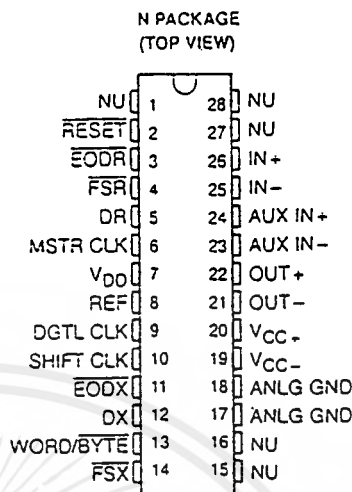 N PACKAGE
(TOP VIEW)
NU 1 28 NU
RESET 2 27 NU
EODR 3 26 IN+
FSR 4 25 IN−
DR 5 24 AUX IN+
MSTR CLK 6 23 AUX IN−
VDD 7 22 OUT+
REF 8 21 OUT−
DGTL CLK 9 20 VCC+
SHIFT CLK 10 19 VCC−
EODX 11 18 ANLG GND
DX 12 17 ANLG GND
WORD/BYTE 13 16 NU
FSX 14 15 NU